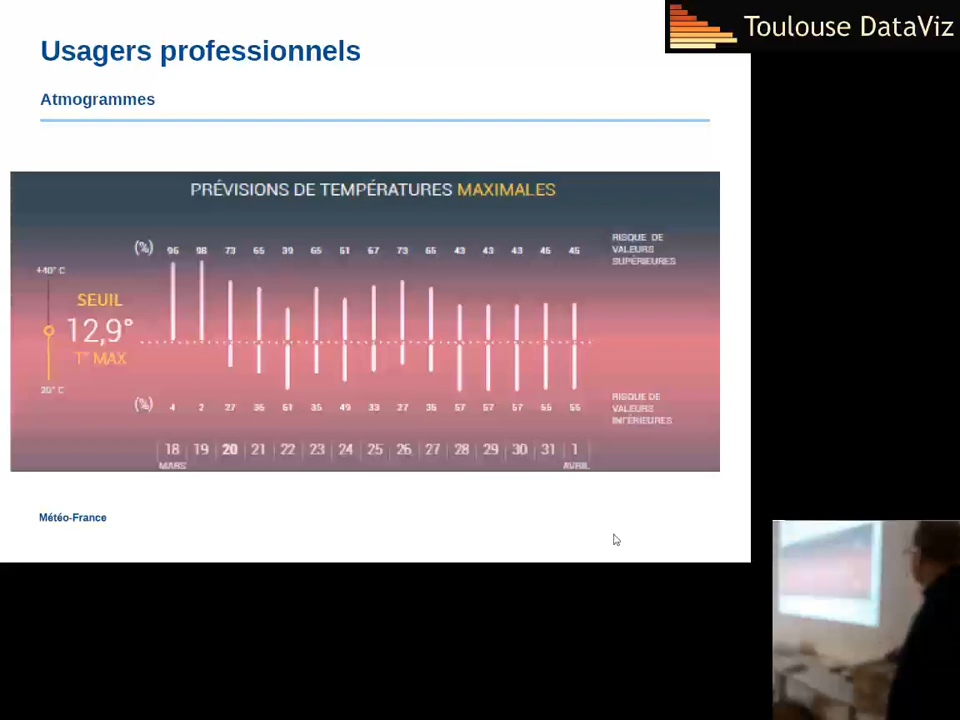 Toulouse DataViz
Usagers professionnels
Atmogrammes
PRÉVISIONS DE TEMPÉRATURES MAXIMALES
(%) 96 98 73 65 39 65 51 67 73 65 43 43 43 45 45
RISQUE DE
VALEURS
SUPÉRIEURES
+40° C
SEUIL
12,9°
T° MAX
(%) 4 2 27 35 61 35 49 33 27 35 57 57 57 55 55
RISQUE DE
VALEURS
INFÉRIEURES
18 19 20 21 22 23 24 25 26 27 28 29 30 31 1
MARS AVRIL
Météo-France